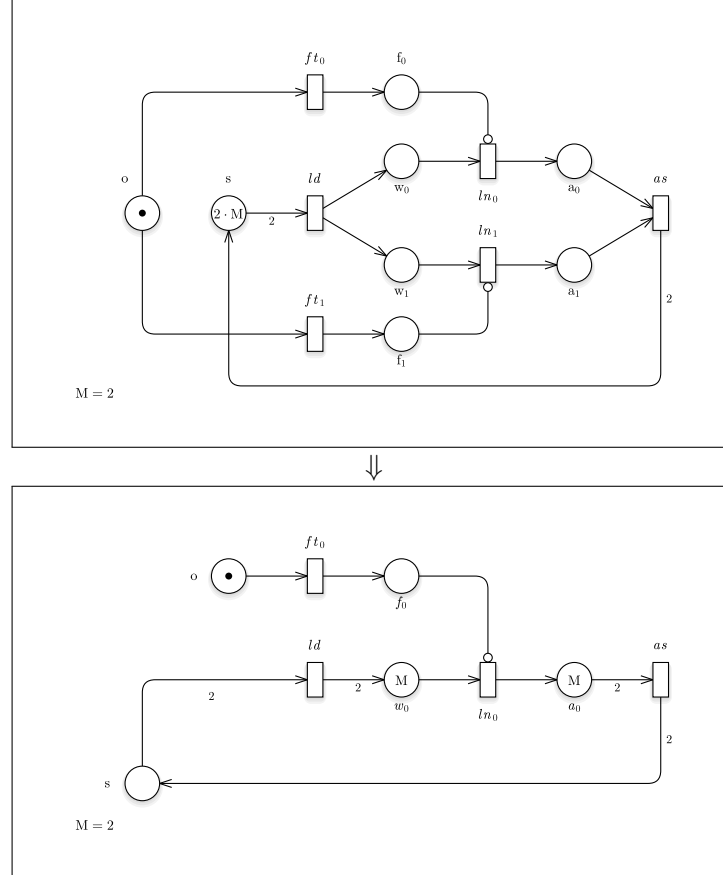 ft₀ f₀
o s ld w₀ ln₀ a₀ as
2 · M 2
ln₁
w₁ a₁
ft₁ 2
f₁
M = 2
⇓
ft₀
o f₀
ld as
2 2 M w₀ ln₀ M a₀ 2
2
s
M = 2